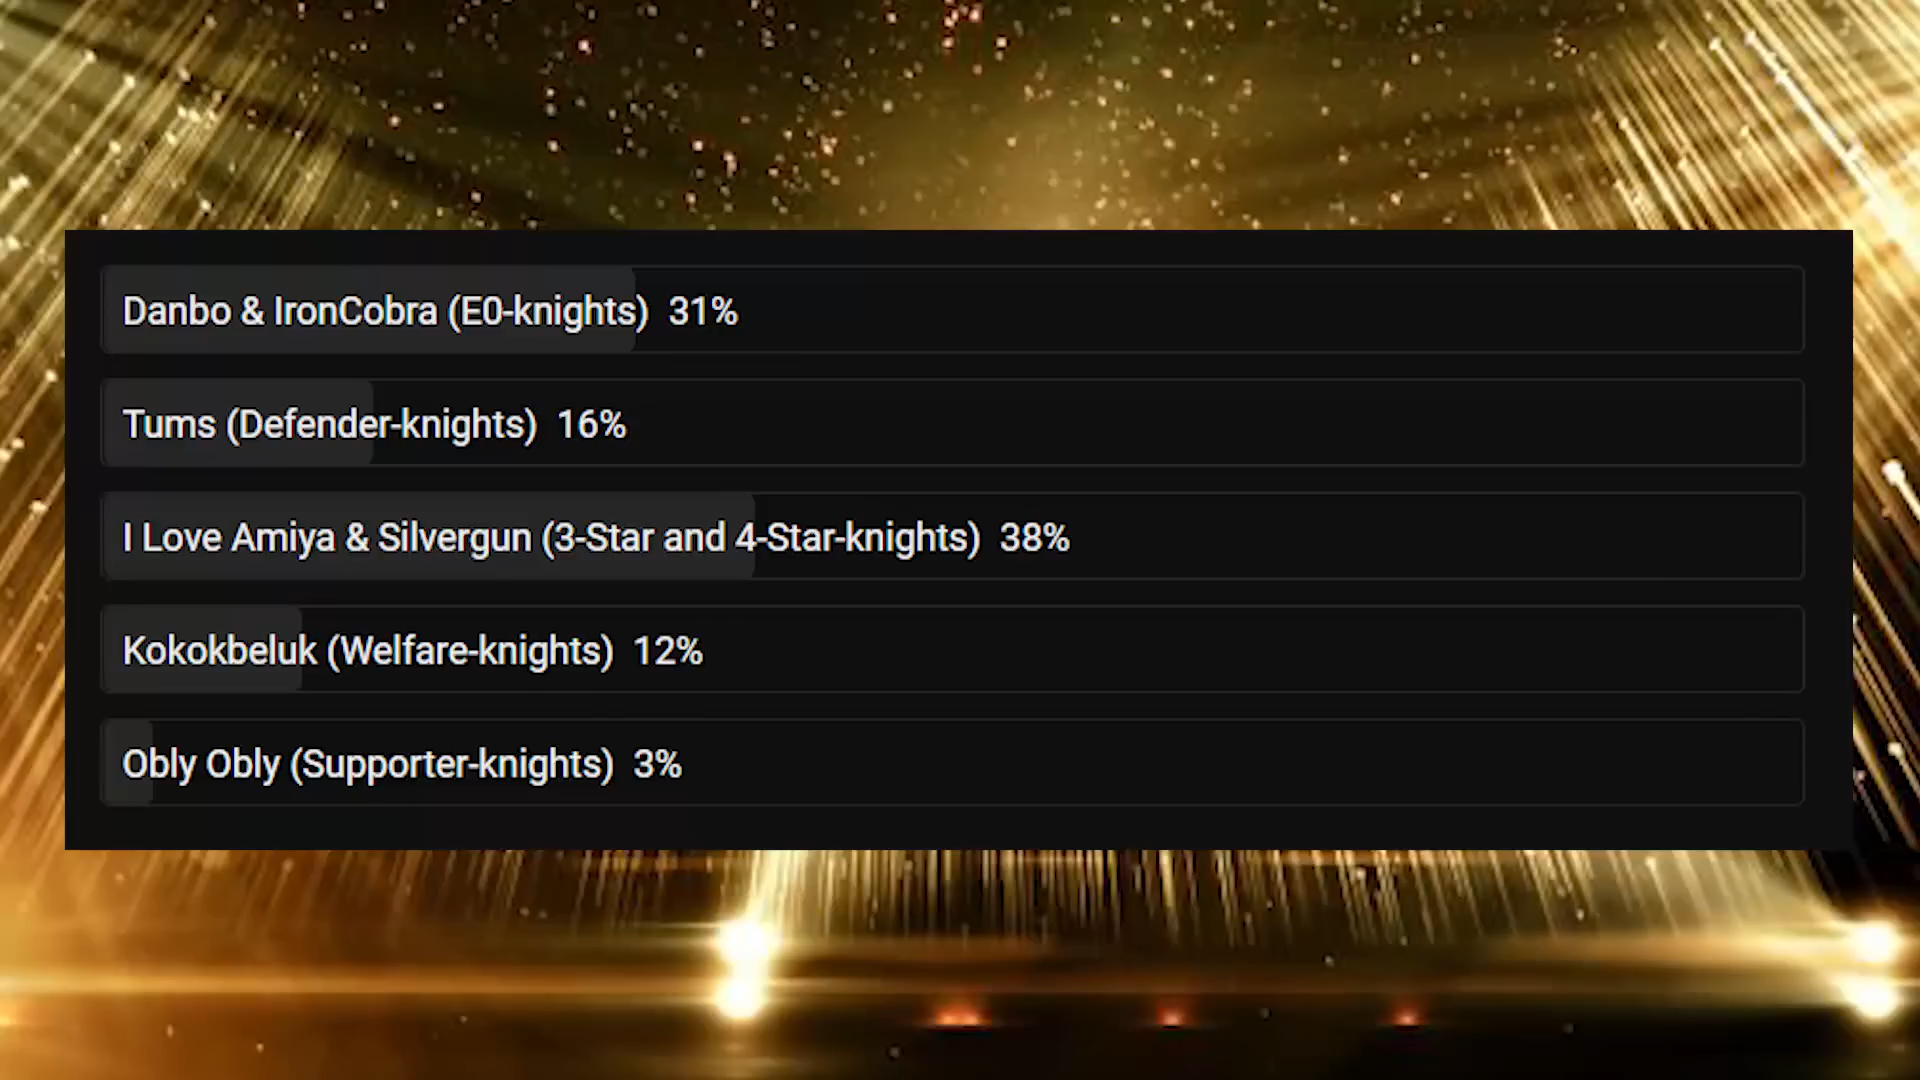 Danbo & IronCobra (E0-knights) 31%
Tums (Defender-knights) 16%
I Love Amiya & Silvergun (3-Star and 4-Star-knights) 38%
Kokokbeluk (Welfare-knights) 12%
Obly Obly (Supporter-knights) 3%